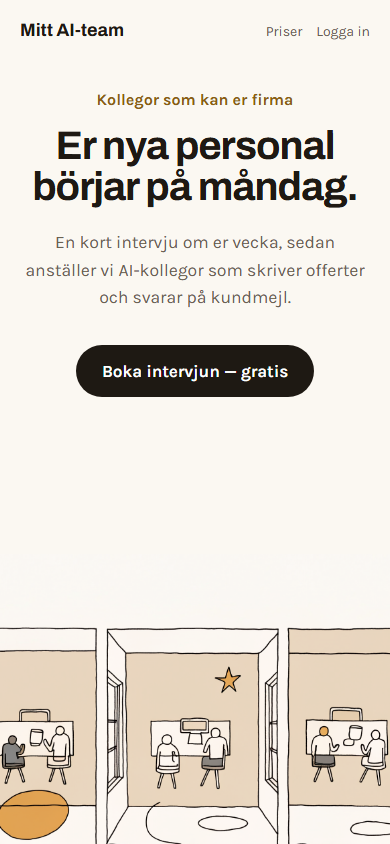 Mitt AI-team
Priser
Logga in
Kollegor som kan er firma
Er nya personal
börjar på måndag.
En kort intervju om er vecka, sedan
anställer vi AI-kollegor som skriver offerter
och svarar på kundmejl.
Boka intervjun — gratis